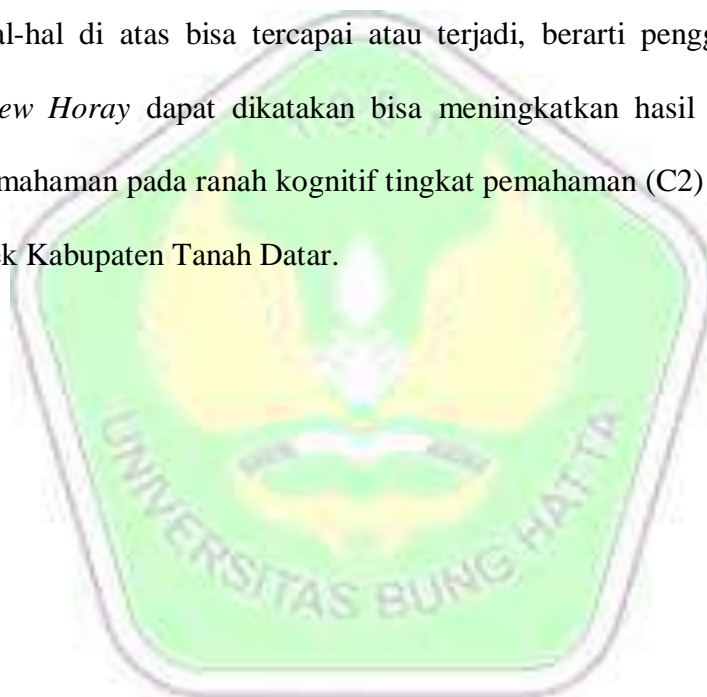 al-hal di atas bisa tercapai atau terjadi, berarti pengg
ew Horay dapat dikatakan bisa meningkatkan hasil
mahaman pada ranah kognitif tingkat pemahaman (C2)
ek Kabupaten Tanah Datar.
UNIVERSITAS BUNG HATTA